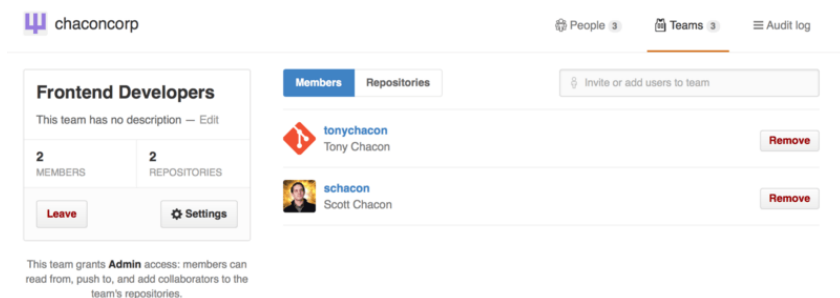 chaconcorp
People 3
Teams 3
Audit log
Frontend Developers
This team has no description — Edit
2
MEMBERS
2
REPOSITORIES
Leave
Settings
This team grants Admin access: members can
read from, push to, and add collaborators to the
team's repositories.
Members
Repositories
Invite or add users to team
tonychacon
Tony Chacon
Remove
schacon
Scott Chacon
Remove